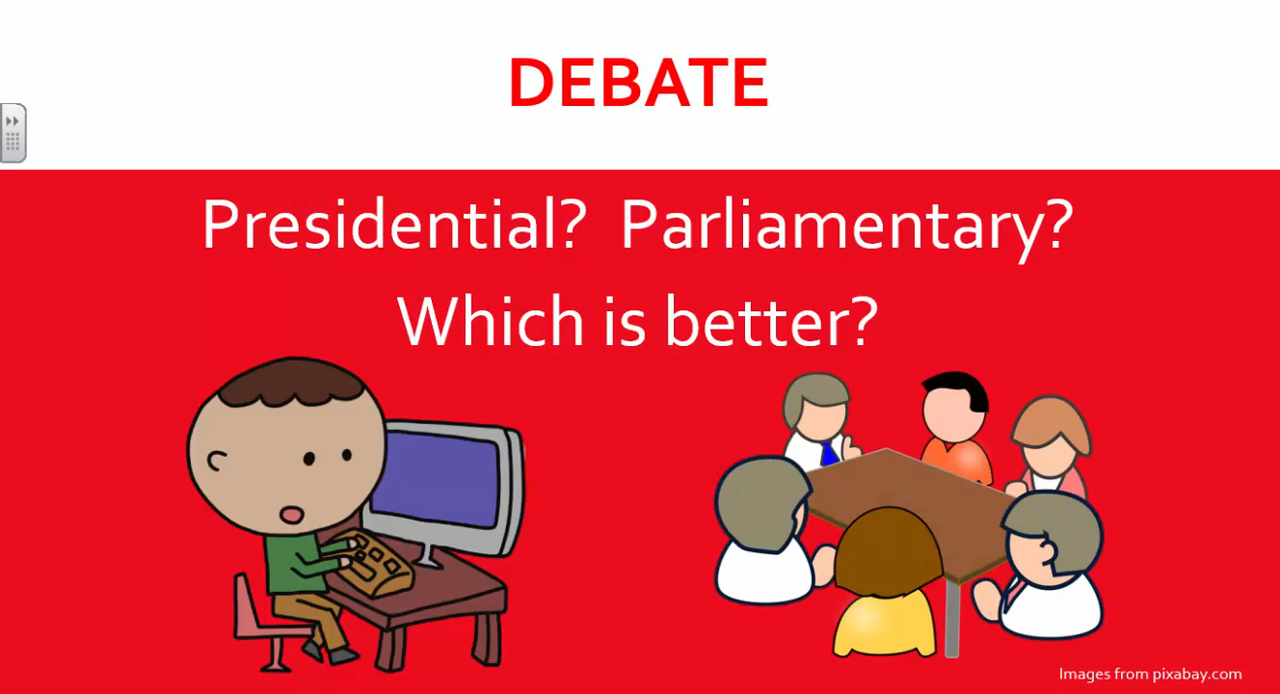 DEBATE
Presidential?  Parliamentary?
Which is better?
Images from pixabay.com